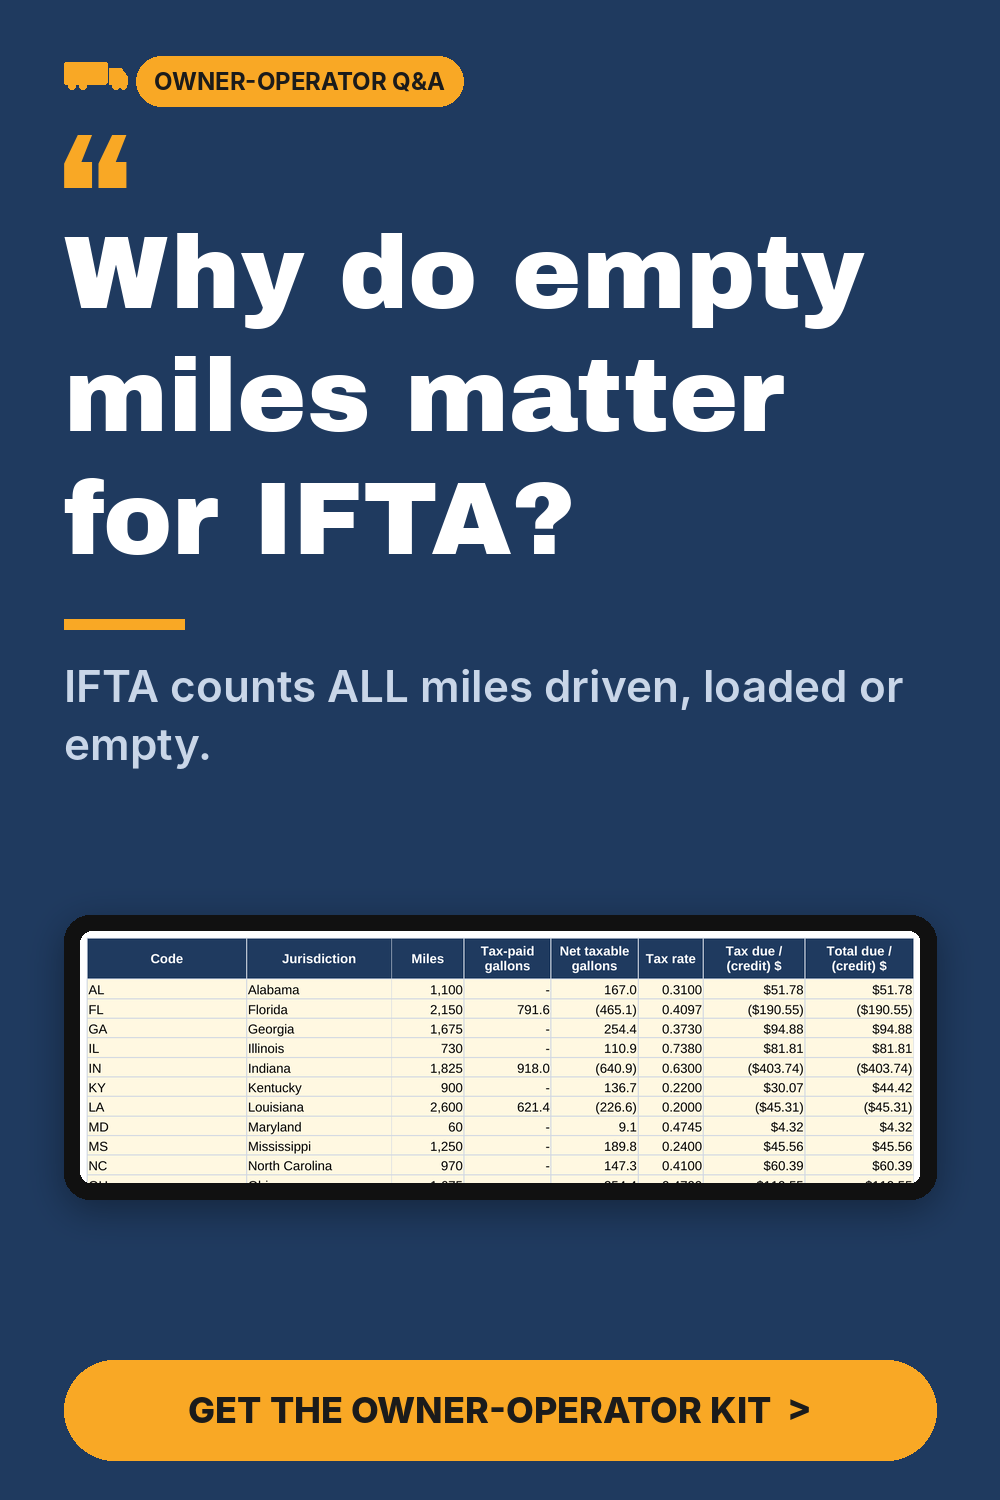 OWNER-OPERATOR Q&A
“
Why do empty
miles matter
for IFTA?
IFTA counts ALL miles driven, loaded or
empty.
Code Jurisdiction Miles Tax-paid gallons Net taxable gallons Tax rate Tax due / (credit) $ Total due / (credit) $
AL Alabama 1,100 - 167.0 0.3100 $51.78 $51.78
FL Florida 2,150 791.6 (465.1) 0.4097 ($190.55) ($190.55)
GA Georgia 1,675 - 254.4 0.3730 $94.88 $94.88
IL Illinois 730 - 110.9 0.7380 $81.81 $81.81
IN Indiana 1,825 918.0 (640.9) 0.6300 ($403.74) ($403.74)
KY Kentucky 900 - 136.7 0.2200 $30.07 $44.42
LA Louisiana 2,600 621.4 (226.6) 0.2000 ($45.31) ($45.31)
MD Maryland 60 - 9.1 0.4745 $4.32 $4.32
MS Mississippi 1,250 - 189.8 0.2400 $45.56 $45.56
NC North Carolina 970 - 147.3 0.4100 $60.39 $60.39
GET THE OWNER-OPERATOR KIT >